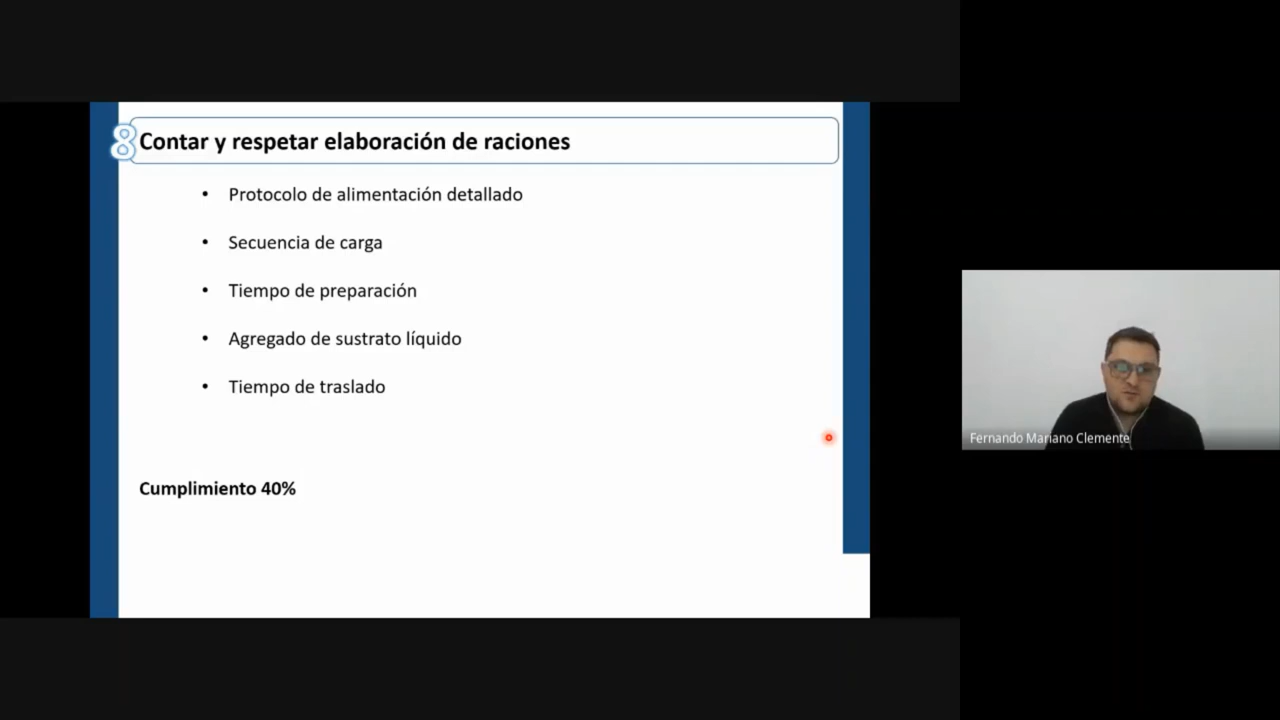 8
Contar y respetar elaboración de raciones
• Protocolo de alimentación detallado
• Secuencia de carga
• Tiempo de preparación
• Agregado de sustrato líquido
• Tiempo de traslado
Cumplimiento 40%
Fernando Mariano Clemente